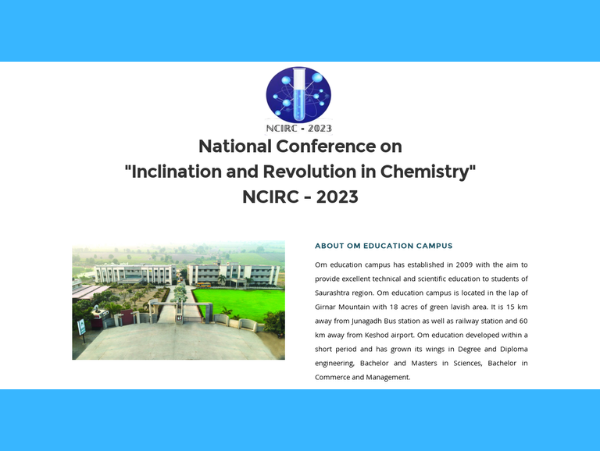 NCIRC - 2023
National Conference on
"Inclination and Revolution in Chemistry"
NCIRC - 2023
ABOUT OM EDUCATION CAMPUS
Om education campus has established in 2009 with the aim to
provide excellent technical and scientific education to students of
Saurashtra region. Om education campus is located in the lap of
Girnar Mountain with 18 acres of green lavish area. It is 15 km
away from Junagadh Bus station as well as railway station and 60
km away from Keshod airport. Om education developed within a
short period and has grown its wings in Degree and Diploma
engineering, Bachelor and Masters in Sciences, Bachelor in
Commerce and Management.